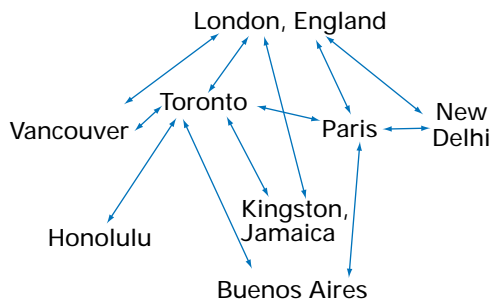 London, England
Toronto
New
Delhi
Vancouver
Paris
Kingston,
Jamaica
Honolulu
Buenos Aires